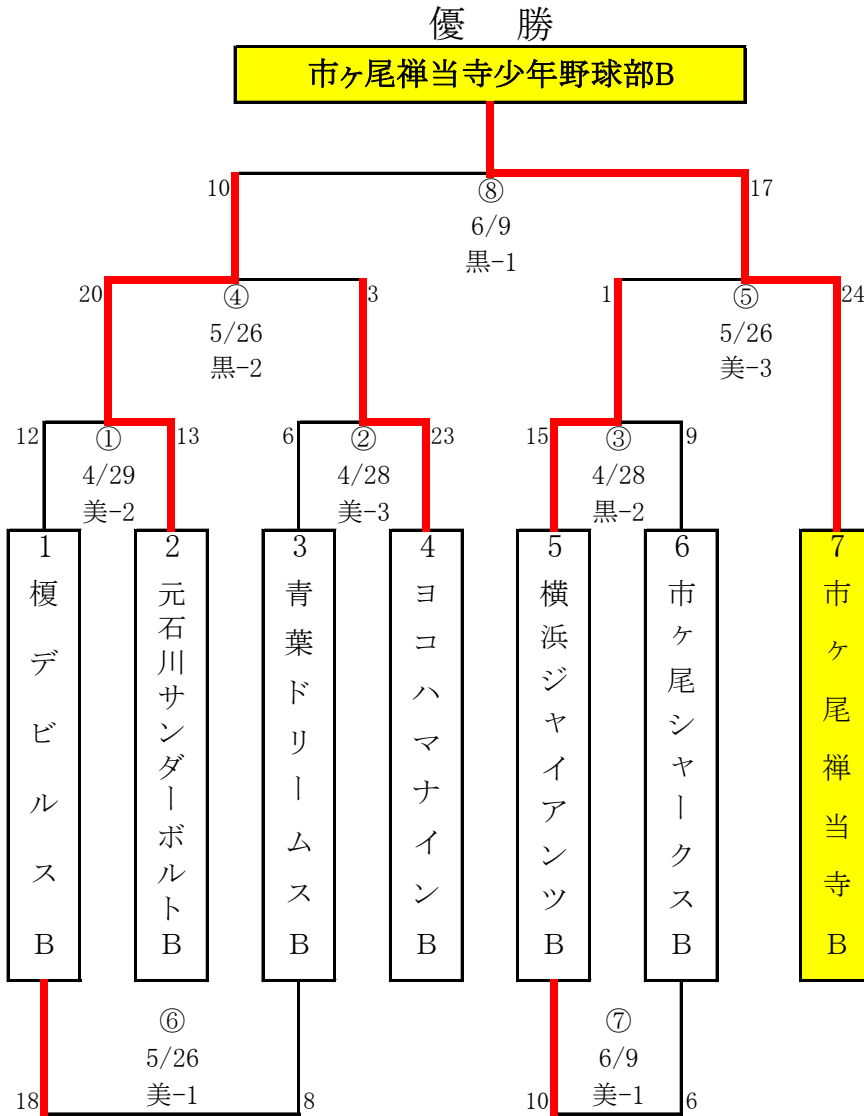 優 勝
市ヶ尾禅当寺少年野球部B
10
⑧
17
6/9
黒-1
20
④
3
1
⑤
24
5/26
黒-2
5/26
美-3
12
①
13
6
②
23
15
③
9
4/29
美-2
4/28
美-3
4/28
黒-2
1
榎デビルスB
2
元石川サンダーボルトB
3
青葉ドリームスB
4
ヨコハマナインB
5
横浜ジャイアンツB
6
市ヶ尾シャークスB
7
市ヶ尾禅当寺B
⑥
5/26
美-1
18
8
⑦
6/9
美-1
10
6